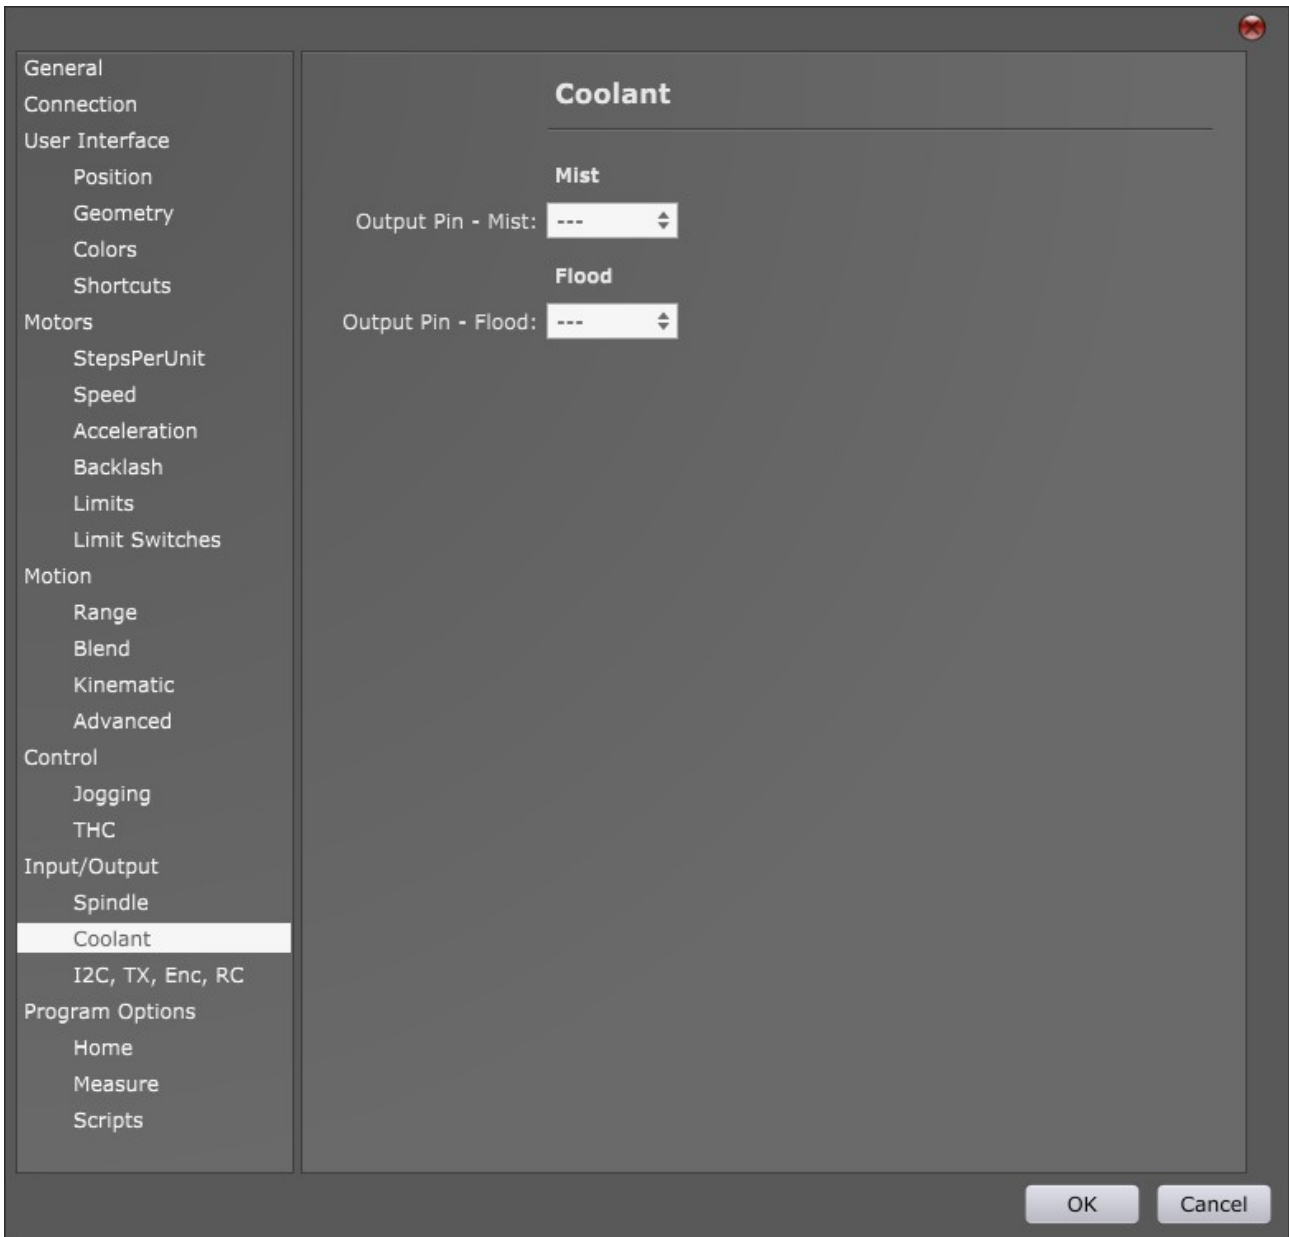 General
Connection
User Interface
Position
Geometry
Colors
Shortcuts
Motors
StepsPerUnit
Speed
Acceleration
Backlash
Limits
Limit Switches
Motion
Range
Blend
Kinematic
Advanced
Control
Jogging
THC
Input/Output
Spindle
Coolant
I2C, TX, Enc, RC
Program Options
Home
Measure
Scripts
Coolant
Mist
Output Pin - Mist: ---
Flood
Output Pin - Flood: ---
OK Cancel